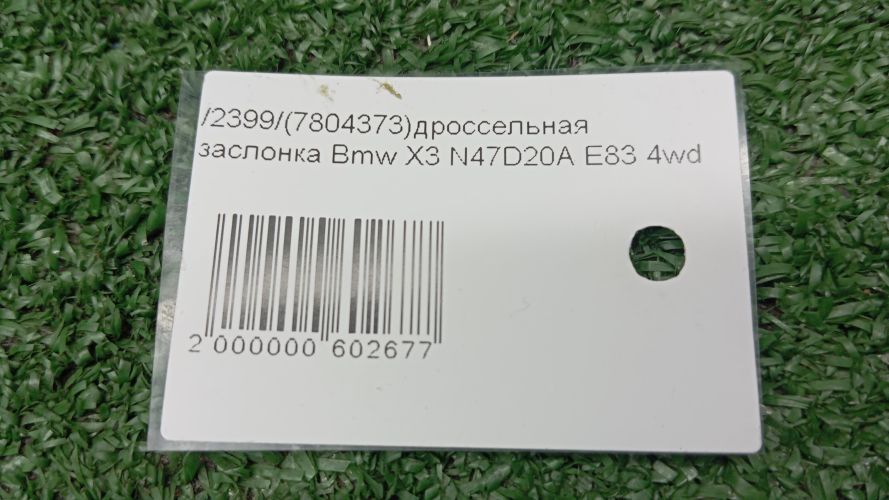 /2399/(7804373)дроссельная
заслонка Bmw X3 N47D20A E83 4wd
2 000000 602677